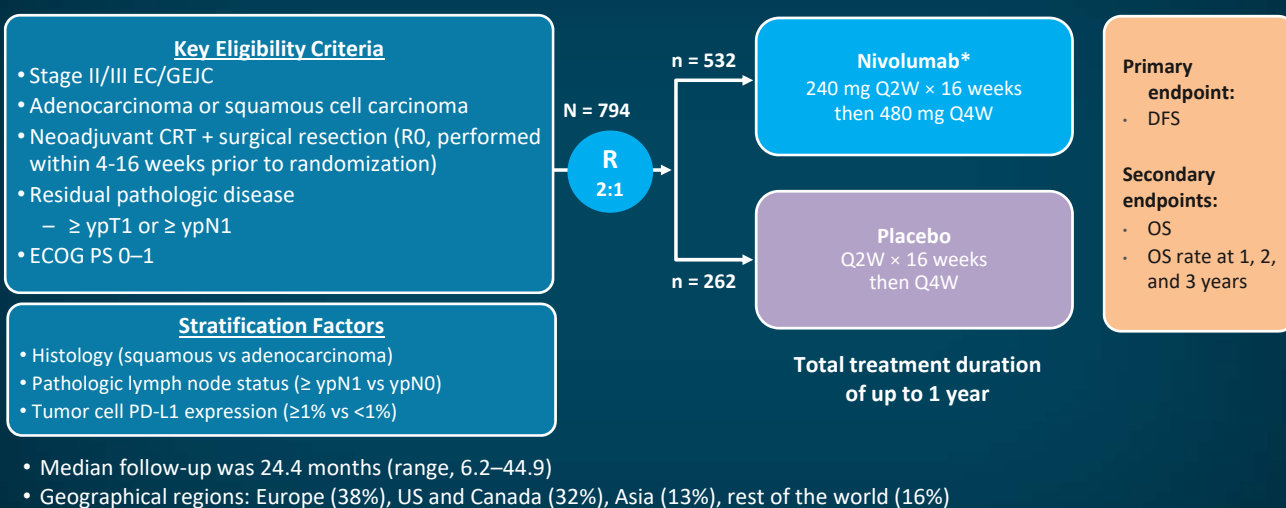 Key Eligibility Criteria
• Stage II/III EC/GEJC
• Adenocarcinoma or squamous cell carcinoma
• Neoadjuvant CRT + surgical resection (R0, performed
within 4-16 weeks prior to randomization)
• Residual pathologic disease
– ≥ ypT1 or ≥ ypN1
• ECOG PS 0–1
Stratification Factors
• Histology (squamous vs adenocarcinoma)
• Pathologic lymph node status (≥ ypN1 vs ypN0)
• Tumor cell PD-L1 expression (≥1% vs <1%)
N = 794
R
2:1
n = 532
n = 262
Nivolumab*
240 mg Q2W × 16 weeks
then 480 mg Q4W
Placebo
Q2W × 16 weeks
then Q4W
Total treatment duration
of up to 1 year
Primary
endpoint:
· DFS
Secondary
endpoints:
· OS
· OS rate at 1, 2,
and 3 years
• Median follow-up was 24.4 months (range, 6.2–44.9)
• Geographical regions: Europe (38%), US and Canada (32%), Asia (13%), rest of the world (16%)